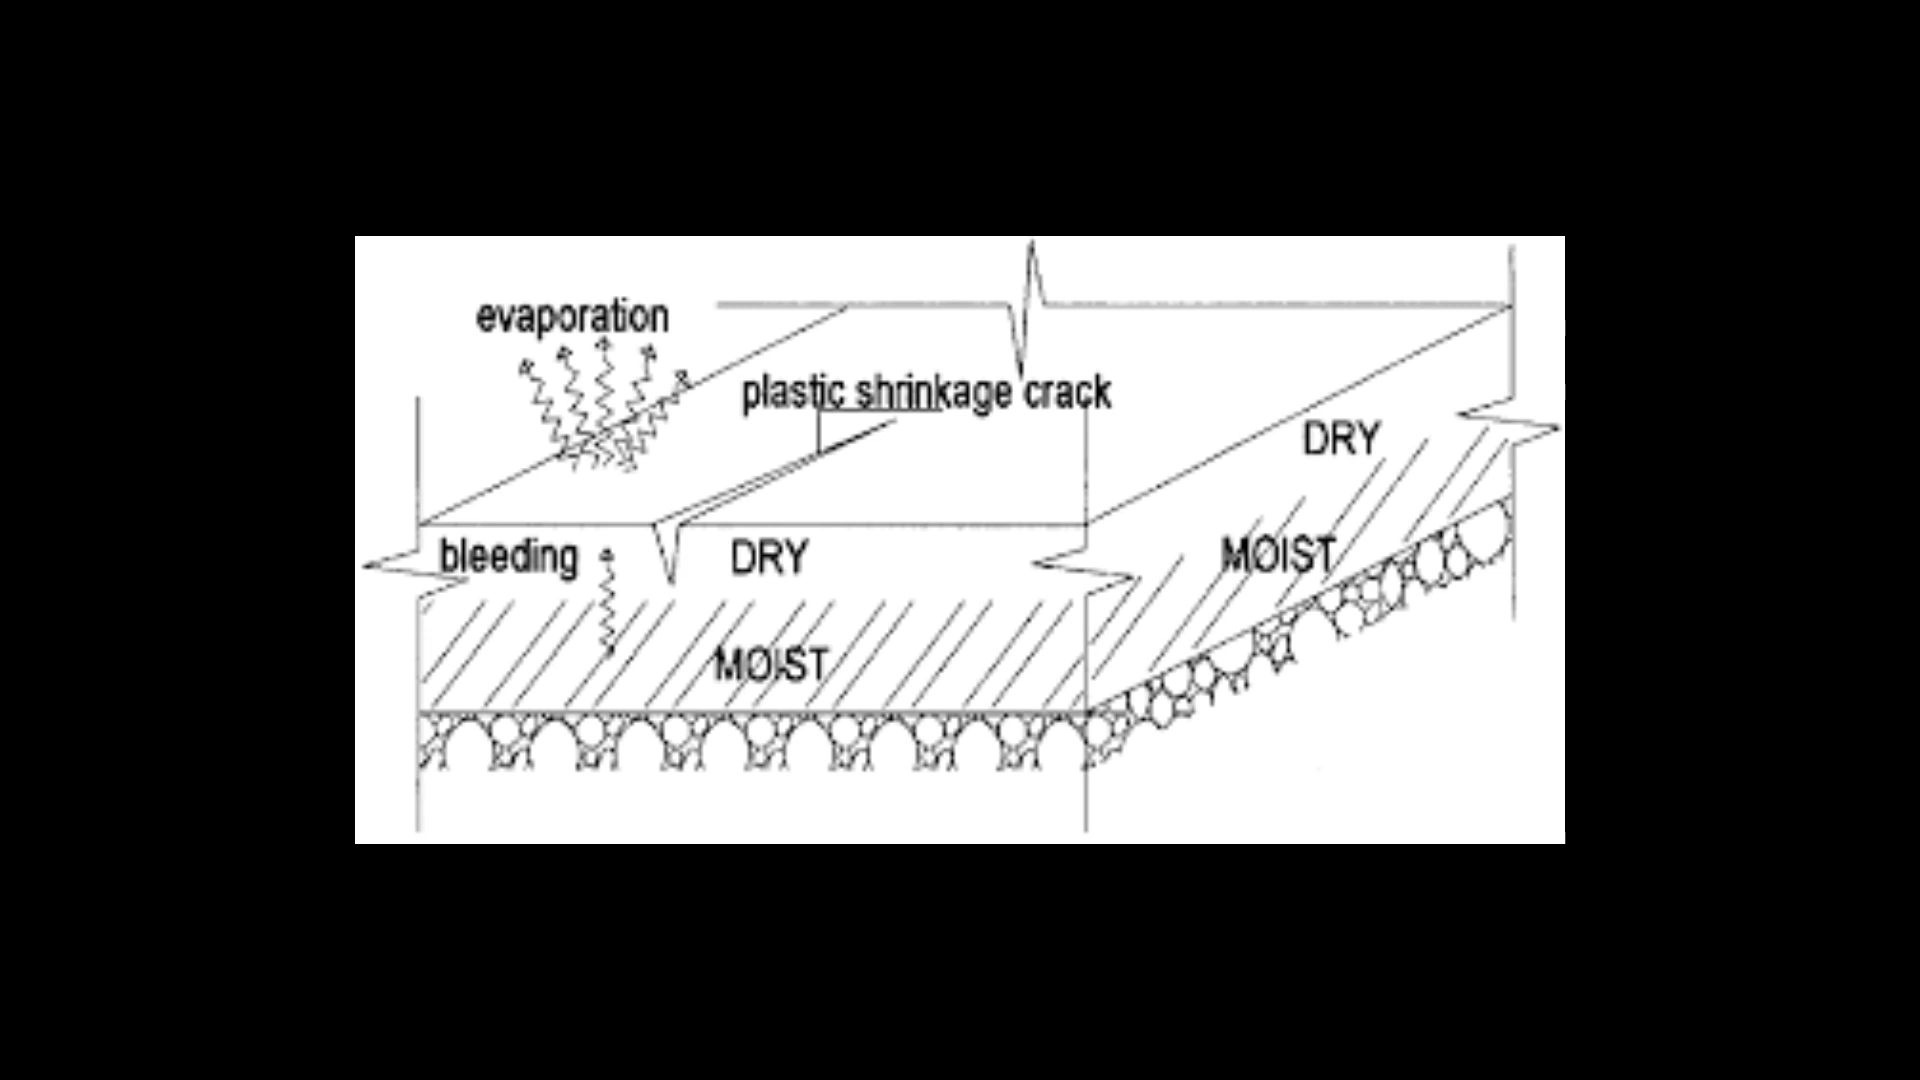 evaporation
plastic shrinkage crack
DRY
bleeding
DRY
MOIST
MOIST